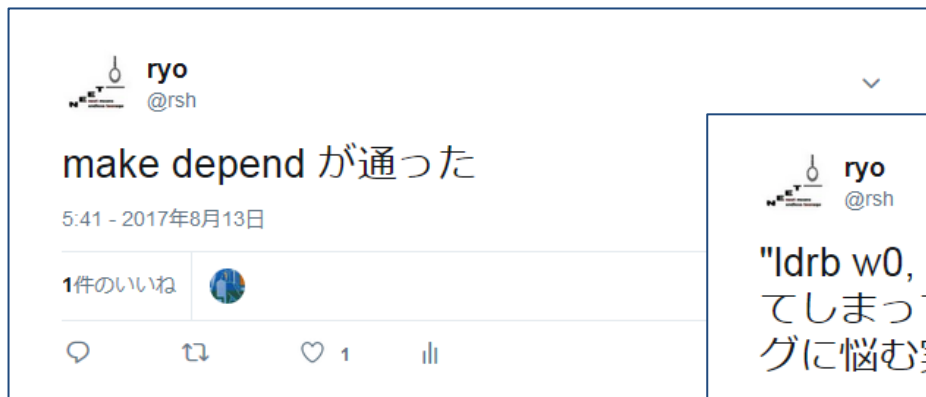 ryo
@rsh
make depend が通った
5:41 - 2017年8月13日
1件のいいね
1
ryo
@rsh
"ldrb w0,
てしまっ
グに悩む